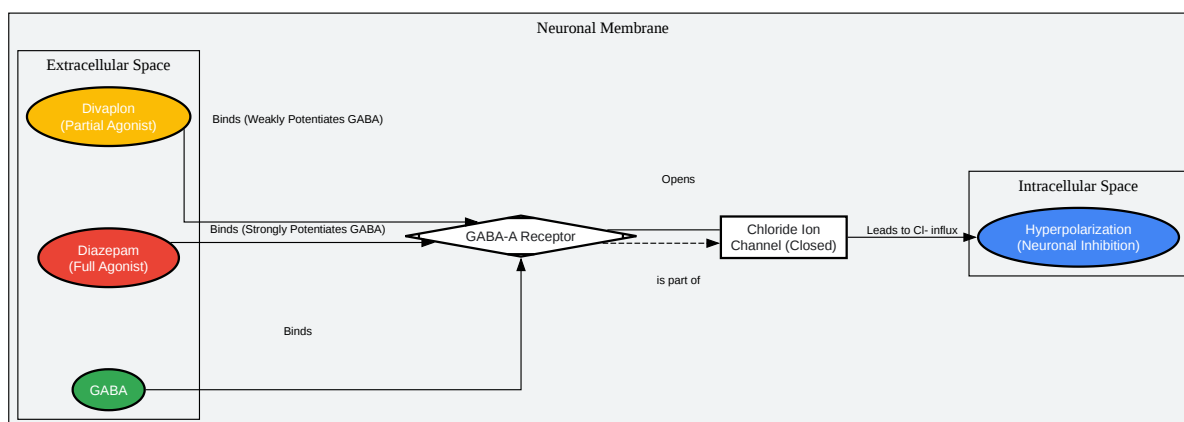 Neuronal Membrane
Extracellular Space
Divaplon
(Partial Agonist)
Binds (Weakly Potentiates GABA)
Diazepam
(Full Agonist)
Binds (Strongly Potentiates GABA)
GABA
Binds
GABA-A Receptor
Opens
is part of
Chloride Ion
Channel (Closed)
Leads to Cl- influx
Intracellular Space
Hyperpolarization
(Neuronal Inhibition)